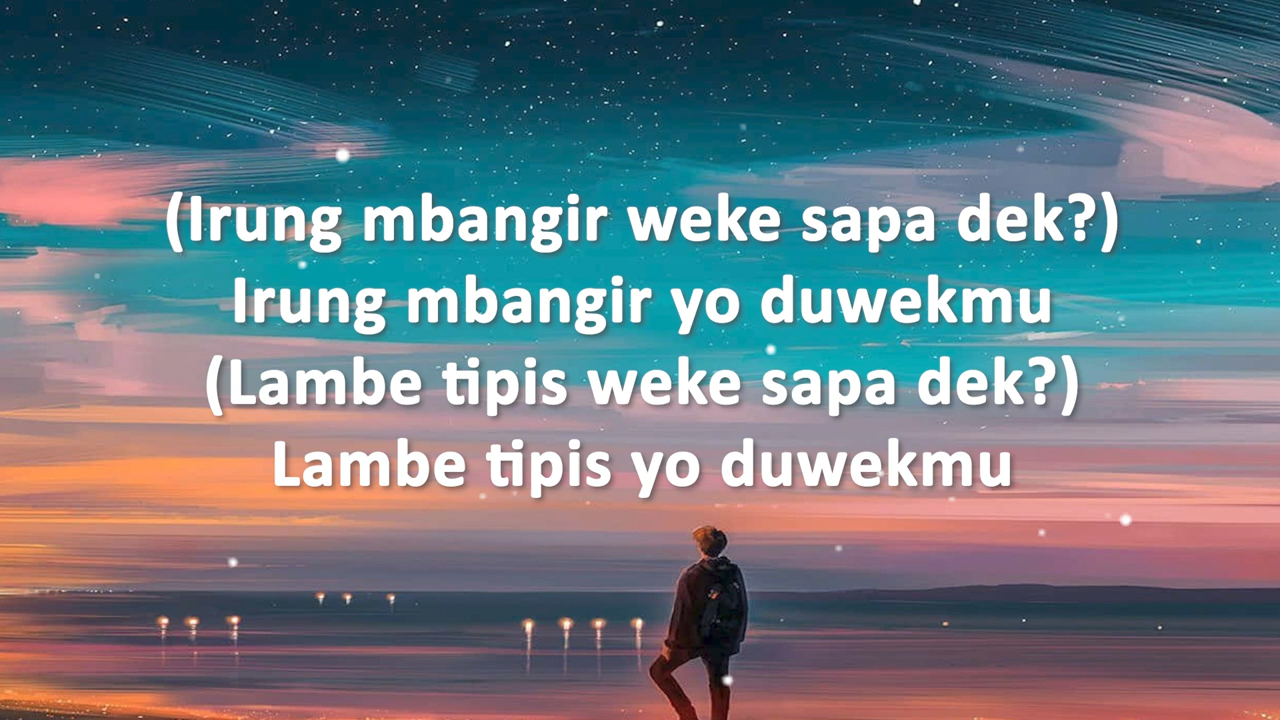 (Irung mbangir weke sapa dek?)
Irung mbangir yo duwekmu
(Lambe tipis weke sapa dek?)
Lambe tipis yo duwekmu